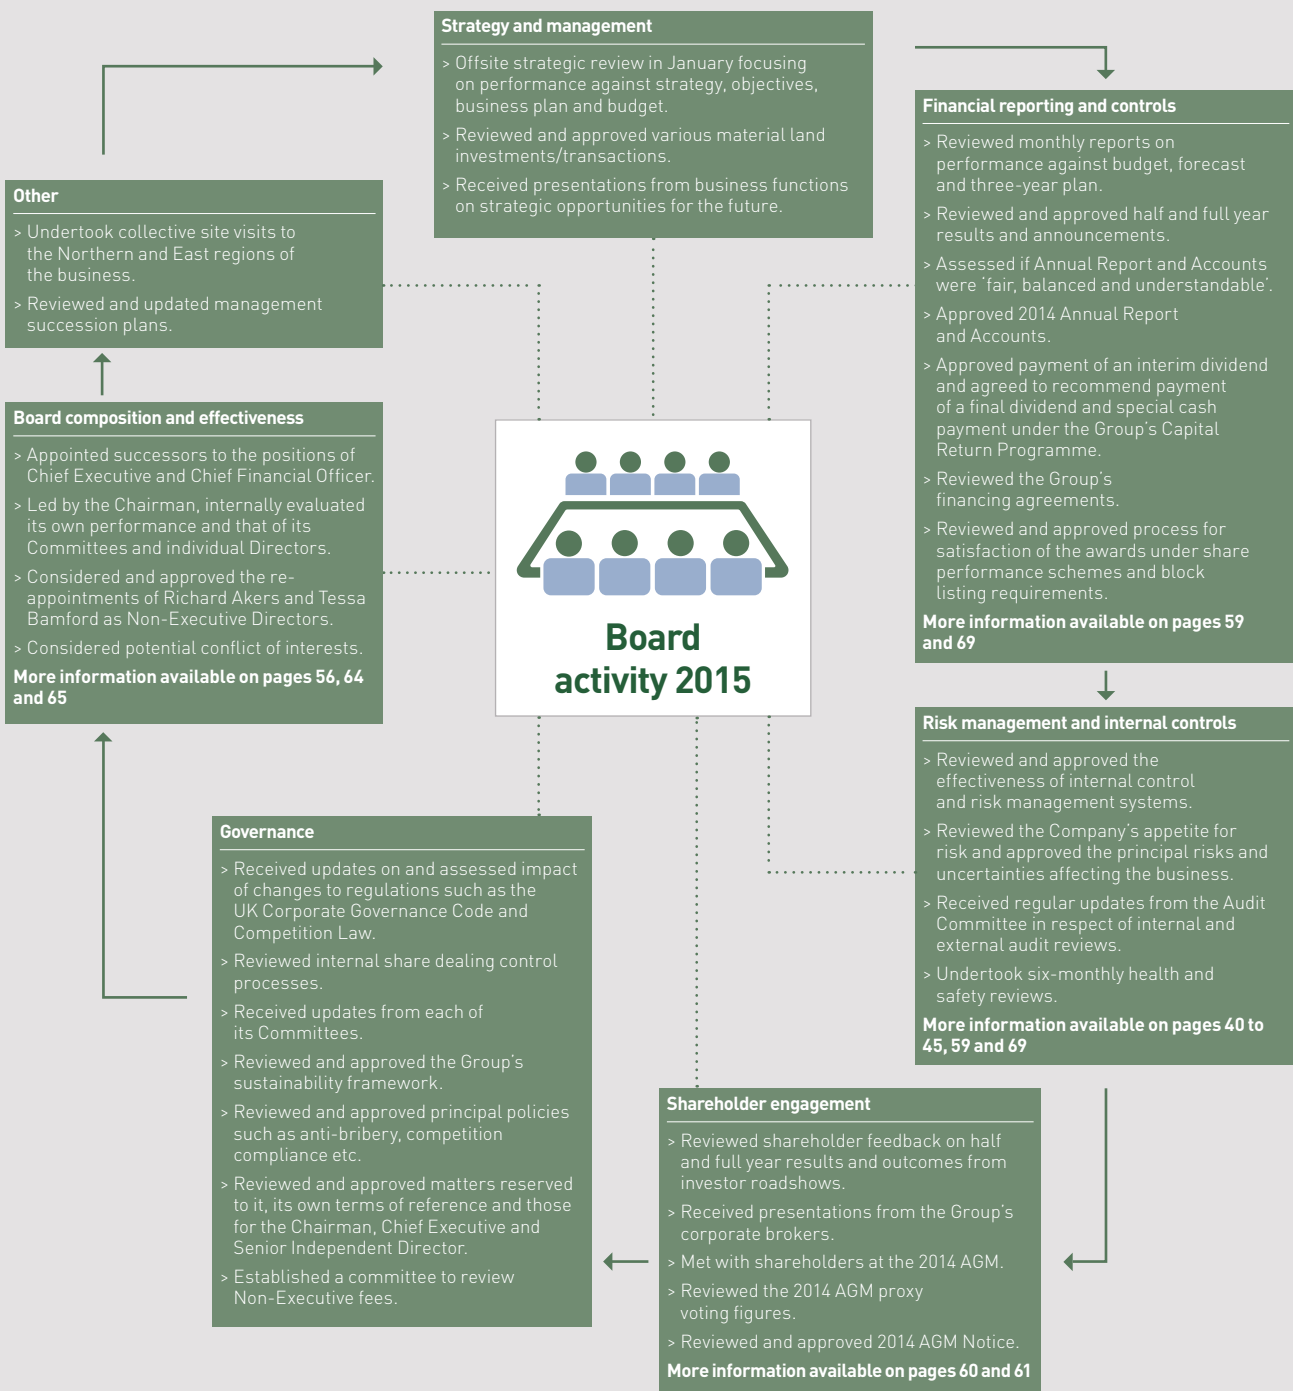 Strategy and management
> Offsite strategic review in January focusing
on performance against strategy, objectives,
business plan and budget.
> Reviewed and approved various material land
investments/transactions.
> Received presentations from business functions
on strategic opportunities for the future.
Financial reporting and controls
> Reviewed monthly reports on
performance against budget, forecast
and three-year plan.
> Reviewed and approved half and full year
results and announcements.
> Assessed if Annual Report and Accounts
were ‘fair, balanced and understandable’.
> Approved 2014 Annual Report
and Accounts.
> Approved payment of an interim dividend
and agreed to recommend payment
of a final dividend and special cash
payment under the Group’s Capital
Return Programme.
> Reviewed the Group’s
financing agreements.
> Reviewed and approved process for
satisfaction of the awards under share
performance schemes and block
listing requirements.
More information available on pages 59
and 69
Risk management and internal controls
> Reviewed and approved the
effectiveness of internal control
and risk management systems.
> Reviewed the Company’s appetite for
risk and approved the principal risks and
uncertainties affecting the business.
> Received regular updates from the Audit
Committee in respect of internal and
external audit reviews.
> Undertook six-monthly health and
safety reviews.
More information available on pages 40 to
45, 59 and 69
Shareholder engagement
> Reviewed shareholder feedback on half
and full year results and outcomes from
investor roadshows.
> Received presentations from the Group’s
corporate brokers.
> Met with shareholders at the 2014 AGM.
> Reviewed the 2014 AGM proxy
voting figures.
> Reviewed and approved 2014 AGM Notice.
More information available on pages 60 and 61
Governance
> Received updates on and assessed impact
of changes to regulations such as the
UK Corporate Governance Code and
Competition Law.
> Reviewed internal share dealing control
processes.
> Received updates from each of
its Committees.
> Reviewed and approved the Group’s
sustainability framework.
> Reviewed and approved principal policies
such as anti-bribery, competition
compliance etc.
> Reviewed and approved matters reserved
to it, its own terms of reference and those
for the Chairman, Chief Executive and
Senior Independent Director.
> Established a committee to review
Non-Executive fees.
Board composition and effectiveness
> Appointed successors to the positions of
Chief Executive and Chief Financial Officer.
> Led by the Chairman, internally evaluated
its own performance and that of its
Committees and individual Directors.
> Considered and approved the re-
appointments of Richard Akers and Tessa
Bamford as Non-Executive Directors.
> Considered potential conflict of interests.
More information available on pages 56, 64
and 65
Other
> Undertook collective site visits to
the Northern and East regions of
the business.
> Reviewed and updated management
succession plans.
Board
activity 2015